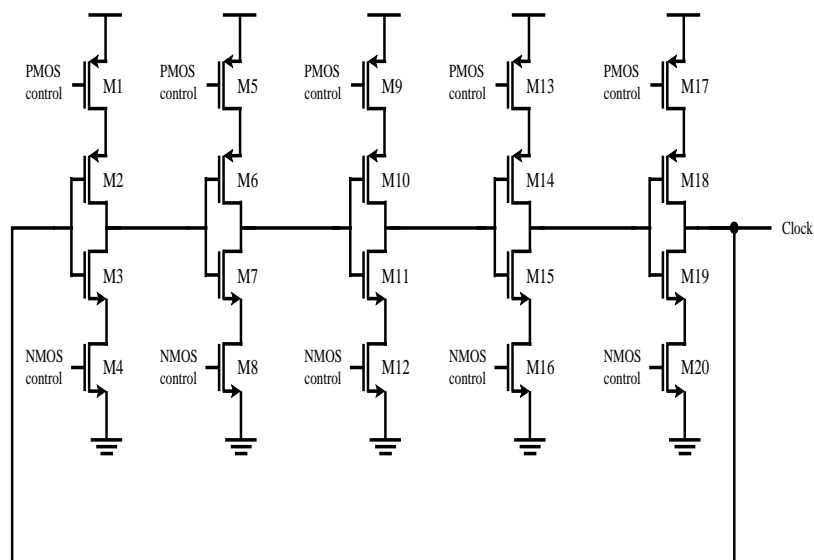 PMOS
control
M1
PMOS
control
M5
PMOS
control
M9
PMOS
control
M13
PMOS
control
M17
M2
M6
M10
M14
M18
Clock
M3
M7
M11
M15
M19
NMOS
control
M4
NMOS
control
M8
NMOS
control
M12
NMOS
control
M16
NMOS
control
M20